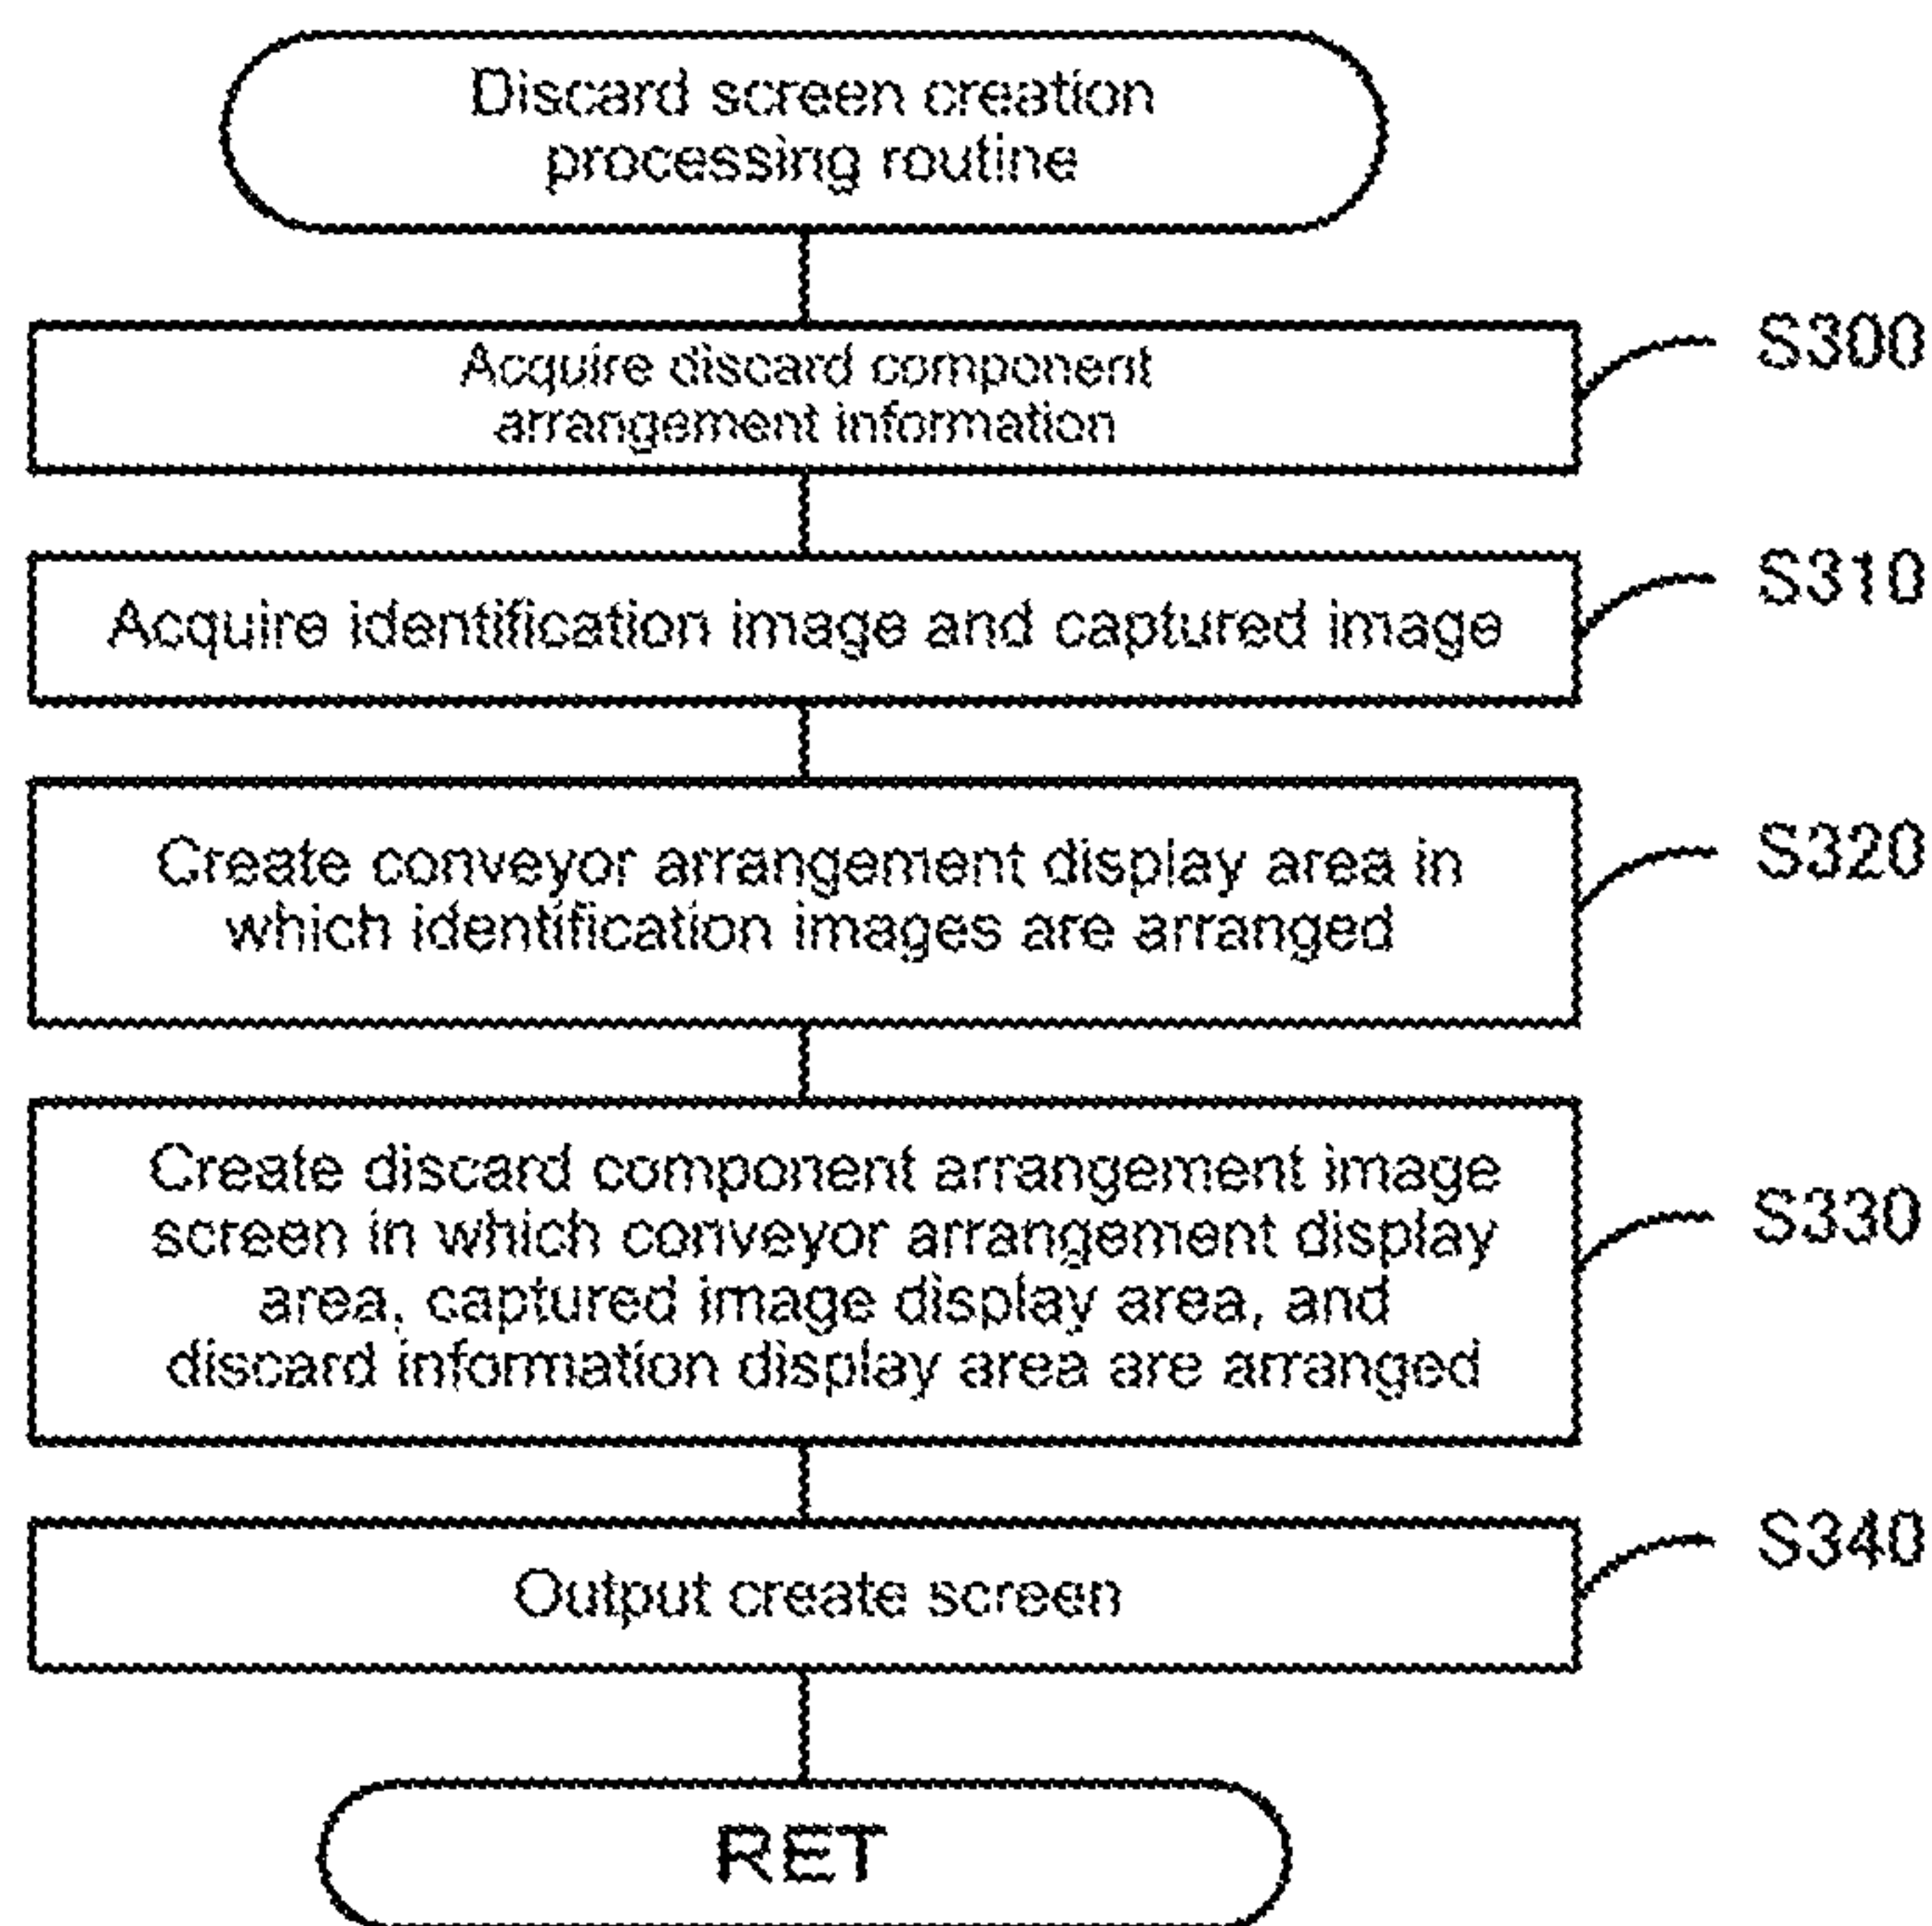 Discard screen creation
processing routine
Acquire discard component
arrangement information
S300
Acquire identification image and captured image
S310
Create conveyor arrangement display area in
which identification images are arranged
S320
Create discard component arrangement image
screen in which conveyor arrangement display
area, captured image display area, and
discard information display area are arranged
S330
Output create screen
S340
RET